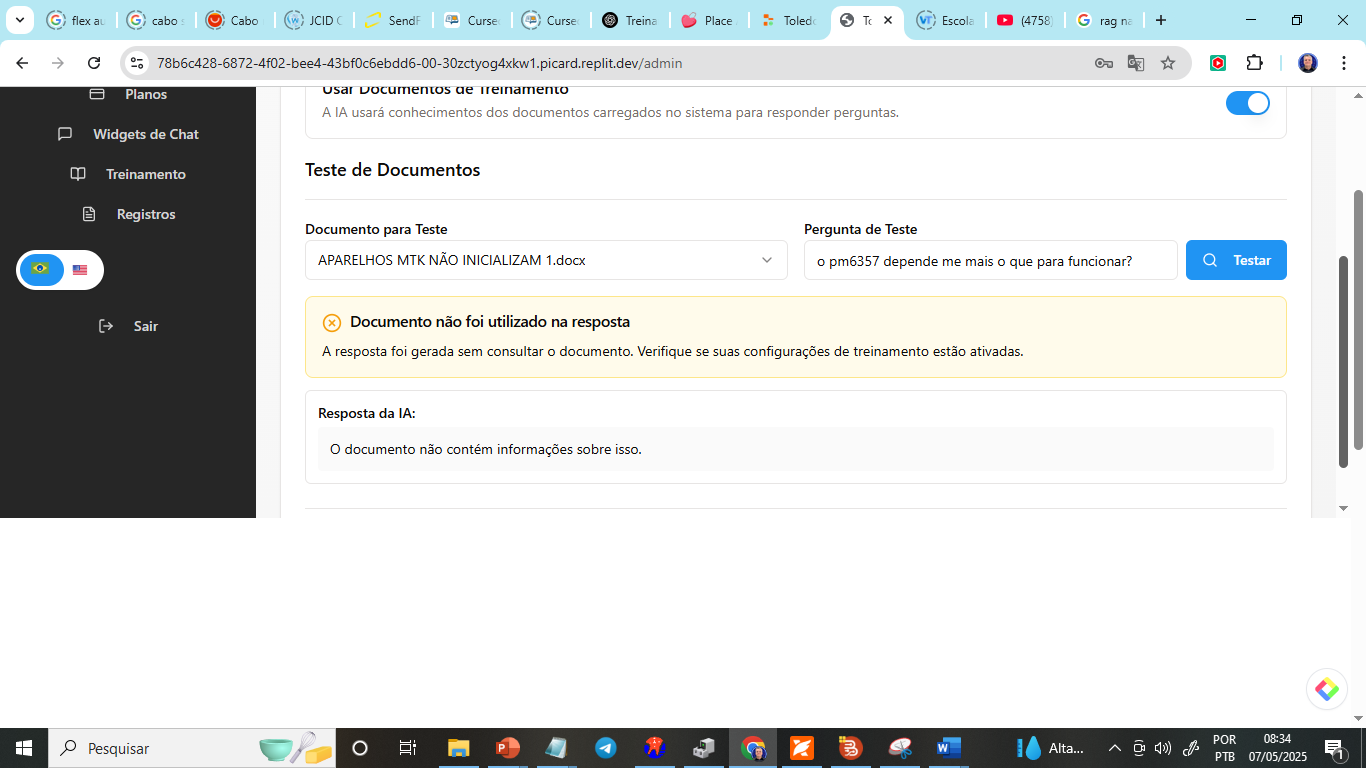 flex au
cabo s
Cabo
JCID C
SendF
Curse
Curse
Treina
Place
Toled
To
Escola
(4758)
rag na
78b6c428-6872-4f02-bee4-43bf0c6ebdd6-00-30zctyog4xkw1.picard.replit.dev/admin
Planos
Widgets de Chat
Treinamento
Registros
Sair
Usar Documentos de Treinamento
A IA usará conhecimentos dos documentos carregados no sistema para responder perguntas.
Teste de Documentos
Documento para Teste
Pergunta de Teste
APARELHOS MTK NÃO INICIALIZAM 1.docx
o pm6357 depende me mais o que para funcionar?
Testar
Documento não foi utilizado na resposta
A resposta foi gerada sem consultar o documento. Verifique se suas configurações de treinamento estão ativadas.
Resposta da IA:
O documento não contém informações sobre isso.
Pesquisar
Alta...
POR
PTB
08:34
07/05/2025
1